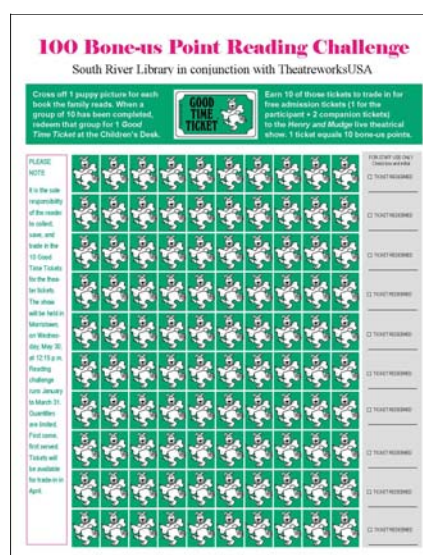 100 Bone-us Point Reading Challenge
South River Library in conjunction with TheatreworksUSA
Cross off 1 puppy picture for each
book the family reads. When a
group of 10 has been completed,
redeem that group for 1 Good
Time Ticket at the Children's Desk.
GOOD
TIME
TICKET
Earn 10 of those tickets to trade in for
free admission tickets (1 for the
participant + 2 companion tickets)
to the Henry and Mudge live theatrical
show. 1 ticket equals 10 bone-us points.
PLEASE
NOTE
It is the sole
responsibility
of the reader
to collect,
save, and
trade in the
10 Good
Time Tickets
for the thea-
ter tickets.
The show
will be held in
Morristown,
on Wednes-
day, May 30,
at 12:15 p.m.
Reading
challenge
runs January
to March 31.
Quantities
are limited.
First come,
first served.
Tickets will
be available
for trade-in in
April.
FOR STAFF USE ONLY
Check box and initial
TICKET REDEEMED
TICKET REDEEMED
TICKET REDEEMED
TICKET REDEEMED
TICKET REDEEMED
TICKET REDEEMED
TICKET REDEEMED
TICKET REDEEMED
TICKET REDEEMED
TICKET REDEEMED